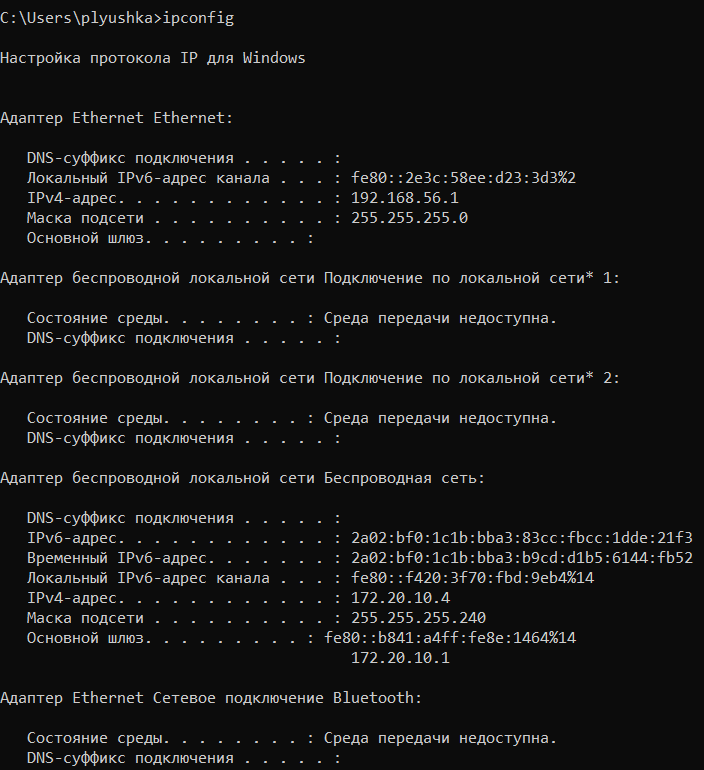 C:\Users\plyushka>ipconfig
Настройка протокола IP для Windows
Адаптер Ethernet Ethernet:
DNS-суффикс подключения . . . . . :
Локальный IPv6-адрес канала . . . : fe80::2e3c:58ee:d23:3d3%2
IPv4-адрес. . . . . . . . . . . . : 192.168.56.1
Маска подсети . . . . . . . . . . : 255.255.255.0
Основной шлюз. . . . . . . . . :
Адаптер беспроводной локальной сети Подключение по локальной сети* 1:
Состояние среды. . . . . . . . : Среда передачи недоступна.
DNS-суффикс подключения . . . . . :
Адаптер беспроводной локальной сети Подключение по локальной сети* 2:
Состояние среды. . . . . . . . : Среда передачи недоступна.
DNS-суффикс подключения . . . . . :
Адаптер беспроводной локальной сети Беспроводная сеть:
DNS-суффикс подключения . . . . . :
IPv6-адрес. . . . . . . . . . . . : 2a02:bf0:1c1b:bba3:83cc:fbcc:1dde:21f3
Временный IPv6-адрес. . . . . . . : 2a02:bf0:1c1b:bba3:b9cd:d1b5:6144:fb52
Локальный IPv6-адрес канала . . . : fe80::f420:3f70:fbd:9eb4%14
IPv4-адрес. . . . . . . . . . . . : 172.20.10.4
Маска подсети . . . . . . . . . . : 255.255.255.240
Основной шлюз. . . . . . . . . : fe80::b841:a4ff:fe8e:1464%14
172.20.10.1
Адаптер Ethernet Сетевое подключение Bluetooth:
Состояние среды. . . . . . . . : Среда передачи недоступна.
DNS-суффикс подключения . . . . . :